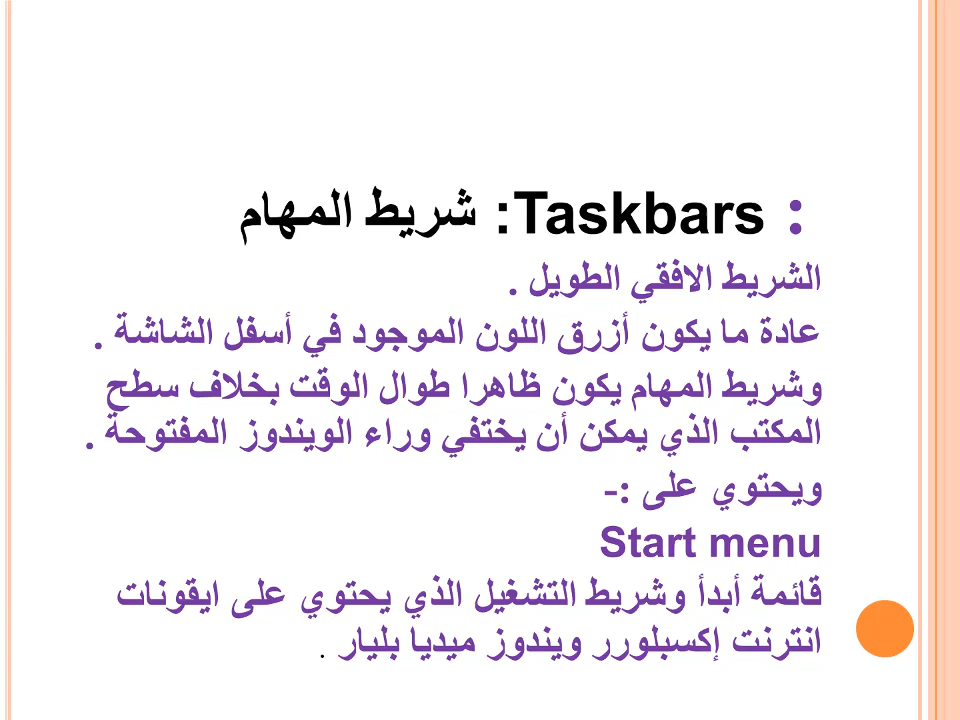 : Taskbars: شريط المهام
الشريط الافقي الطويل .
عادة ما يكون أزرق اللون الموجود في أسفل الشاشة .
وشريط المهام يكون ظاهرا طوال الوقت بخلاف سطح
المكتب الذي يمكن أن يختفي وراء الويندوز المفتوحة .
ويحتوي على :-
Start menu
قائمة أبدأ وشريط التشغيل الذي يحتوي على ايقونات
انترنت إكسبلورر ويندوز ميديا بليار .